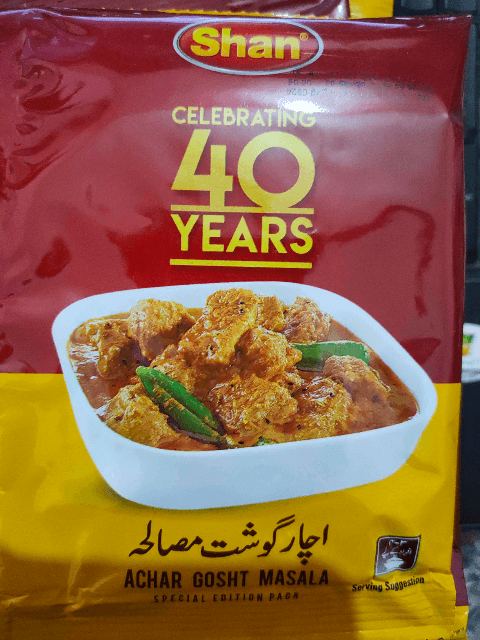 Shan®
CELEBRATING
40
YEARS
اچار گوشت مصالحہ
ACHAR GOSHT MASALA
SPECIAL EDITION PACK
Serving Suggestion